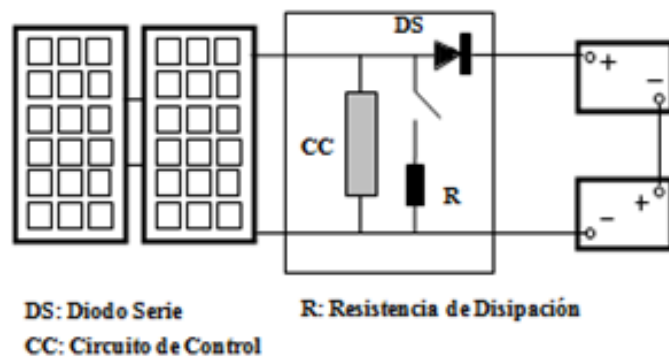 DS
+
−
CC
R
+
−
DS: Diodo Serie
R: Resistencia de Disipación
CC: Circuito de Control